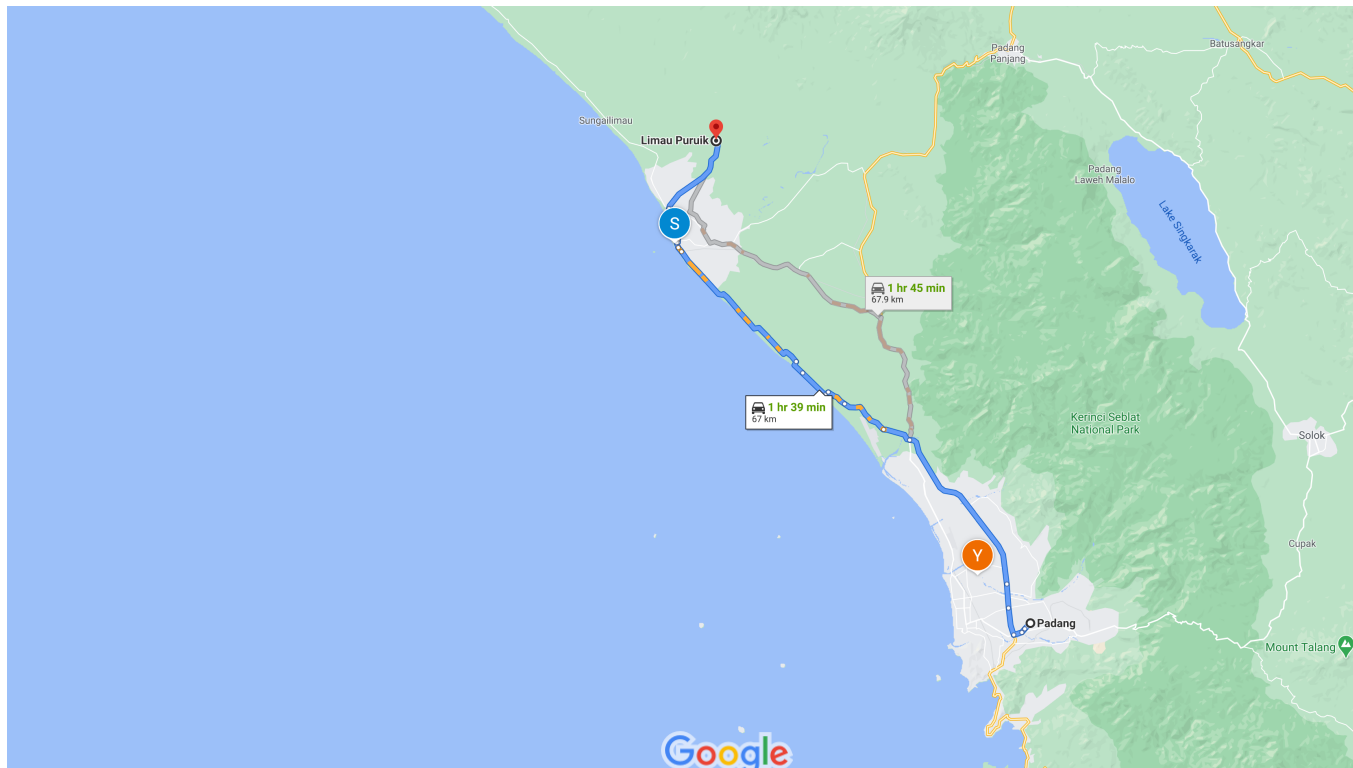 Padang
Panjang
Batusangkar
Sungailimau
Limau Puruik
Padang
Laweh Malalo
Lake Singkarak
S
1 hr 45 min
67.9 km
1 hr 39 min
67 km
Kerinci Seblat
National Park
Solok
Cupak
Y
Padang
Mount Talang
Google